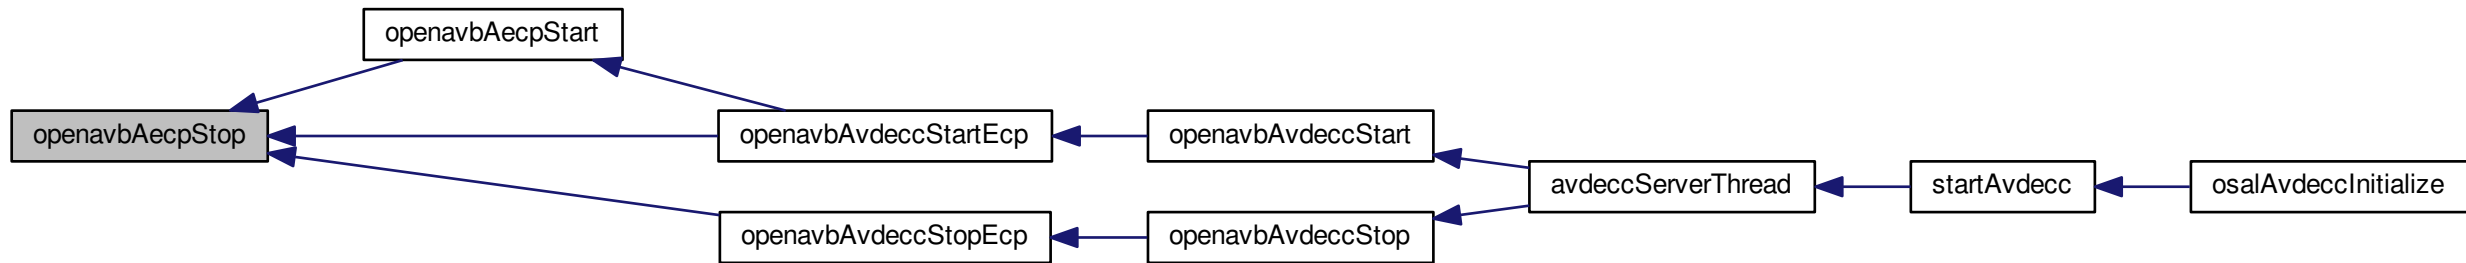 openavbAecpStart
openavbAecpStop
openavbAvdeccStartEcp
openavbAvdeccStart
openavbAvdeccStopEcp
openavbAvdeccStop
avdeccServerThread
startAvdecc
osalAvdeccInitialize